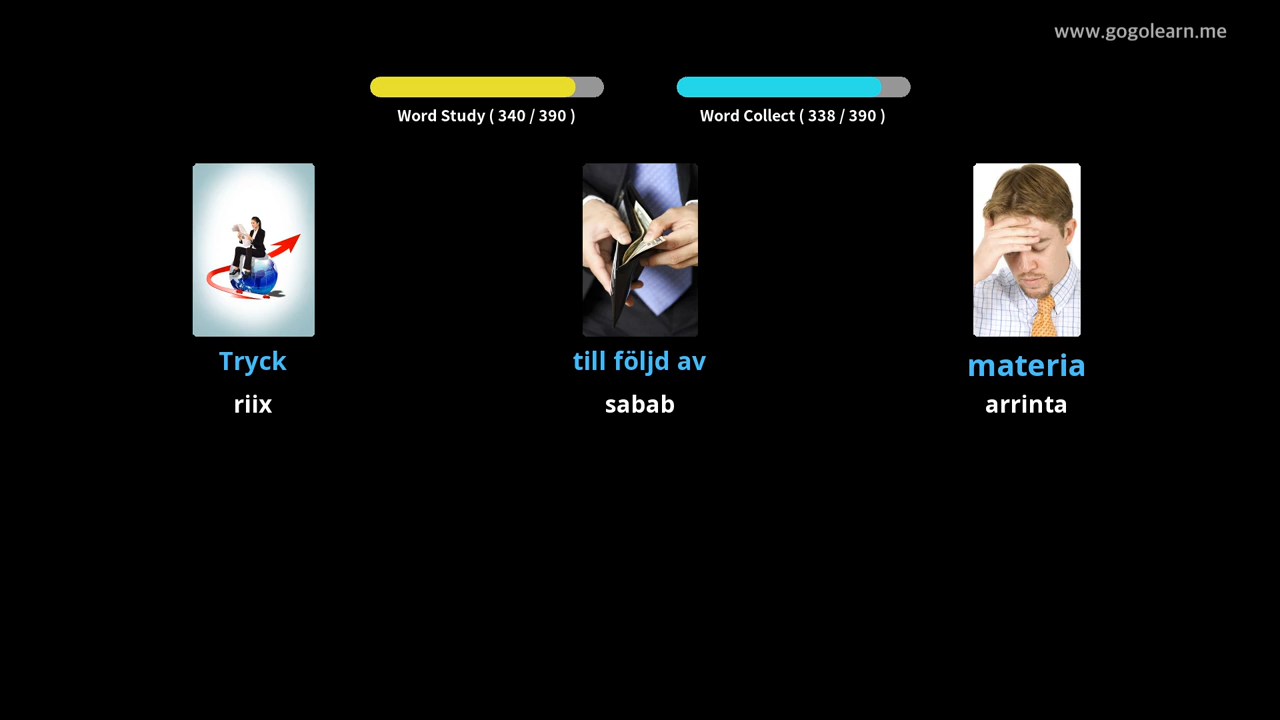 www.gogolearn.me
Word Study ( 340 / 390 )
Word Collect ( 338 / 390 )
Tryck
riix
till följd av
sabab
materia
arrinta